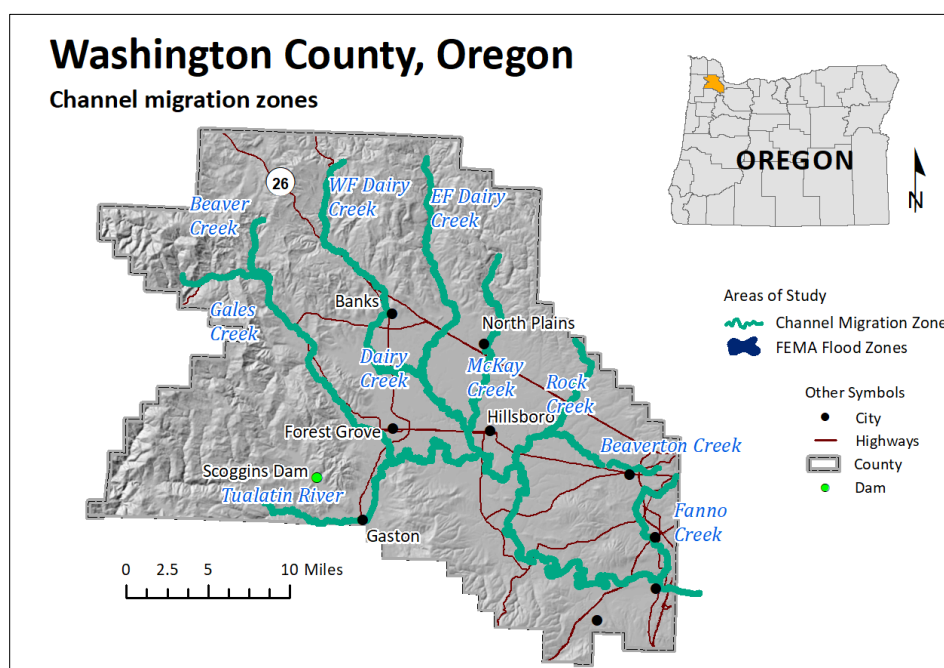 Washington County, Oregon
Channel migration zones
OREGON
N
26
WF Dairy
Creek
EF Dairy
Creek
Beaver
Creek
Gales
Creek
Banks
North Plains
Dairy
Creek
McKay
Creek
Rock
Creek
Hillsboro
Forest Grove
Beaverton Creek
Scoggins Dam
Tualatin River
Gaston
Fanno
Creek
0 2.5 5 10 Miles
Areas of Study
Channel Migration Zone
FEMA Flood Zones
Other Symbols
City
Highways
County
Dam